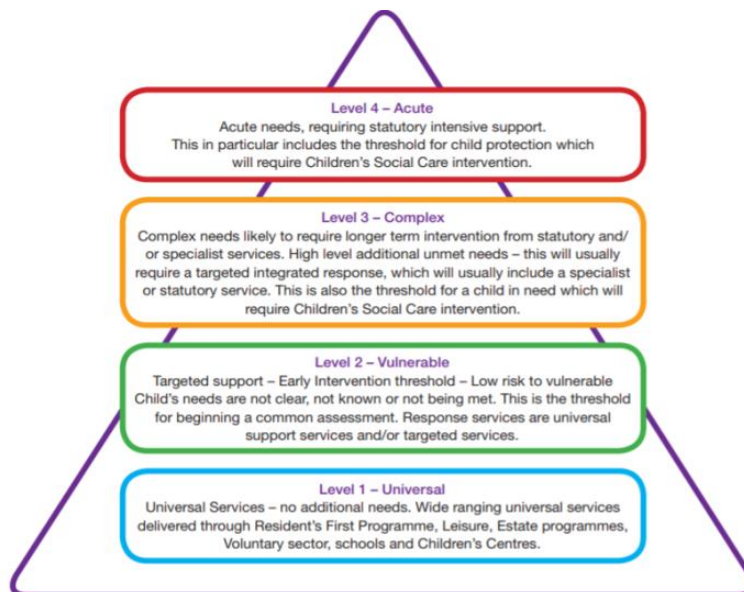 Level 4 – Acute
Acute needs, requiring statutory intensive support.
This in particular includes the threshold for child protection which
will require Children's Social Care intervention.
Level 3 – Complex
Complex needs likely to require longer term intervention from statutory and/
or specialist services. High level additional unmet needs – this will usually
require a targeted integrated response, which will usually include a specialist
or statutory service. This is also the threshold for a child in need which will
require Children's Social Care intervention.
Level 2 – Vulnerable
Targeted support – Early Intervention threshold – Low risk to vulnerable
Child's needs are not clear, not known or not being met. This is the threshold
for beginning a common assessment. Response services are universal
support services and/or targeted services.
Level 1 – Universal
Universal Services – no additional needs. Wide ranging universal services
delivered through Resident's First Programme, Leisure, Estate programmes,
Voluntary sector, schools and Children's Centres.